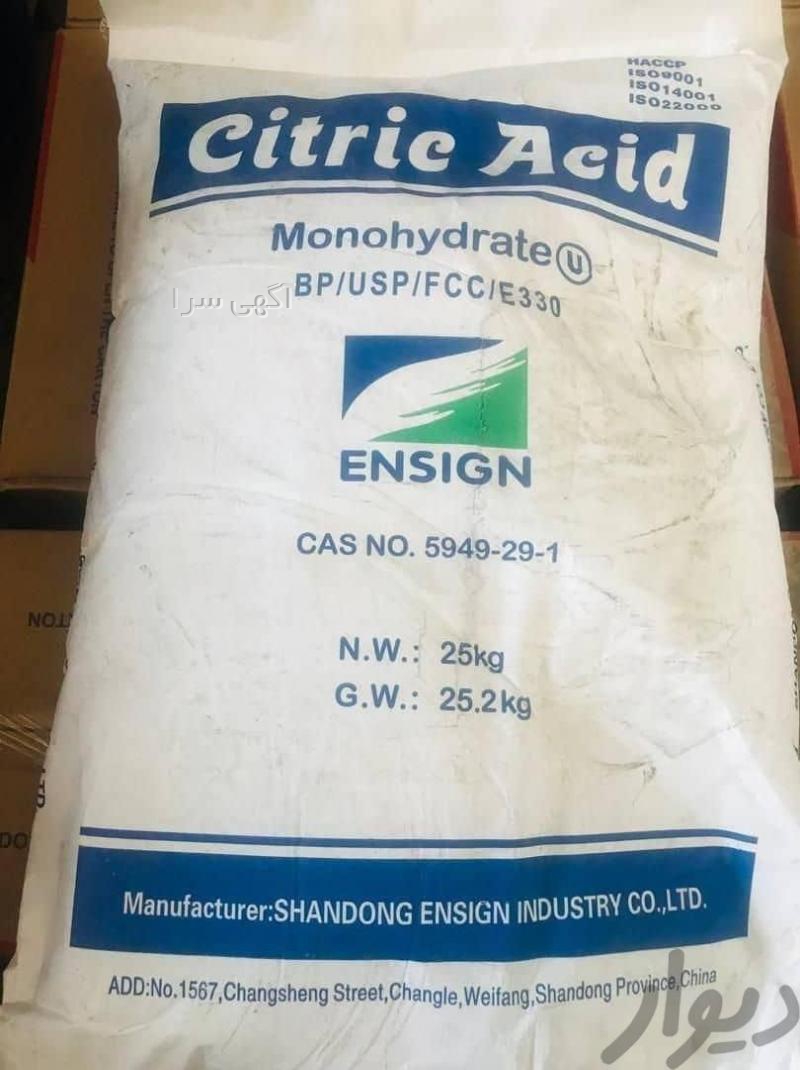 HACCP
ISO9001
ISO14001
ISO22000
Citric Acid
Monohydrate U
BP/USP/FCC/E330
آگهی سرا
ENSIGN
CAS NO. 5949-29-1
N.W.: 25kg
G.W.: 25.2kg
Manufacturer:SHANDONG ENSIGN INDUSTRY CO.,LTD.
ADD:No.1567,Changsheng Street,Changle,Weifang,Shandong Province,China
دیوار